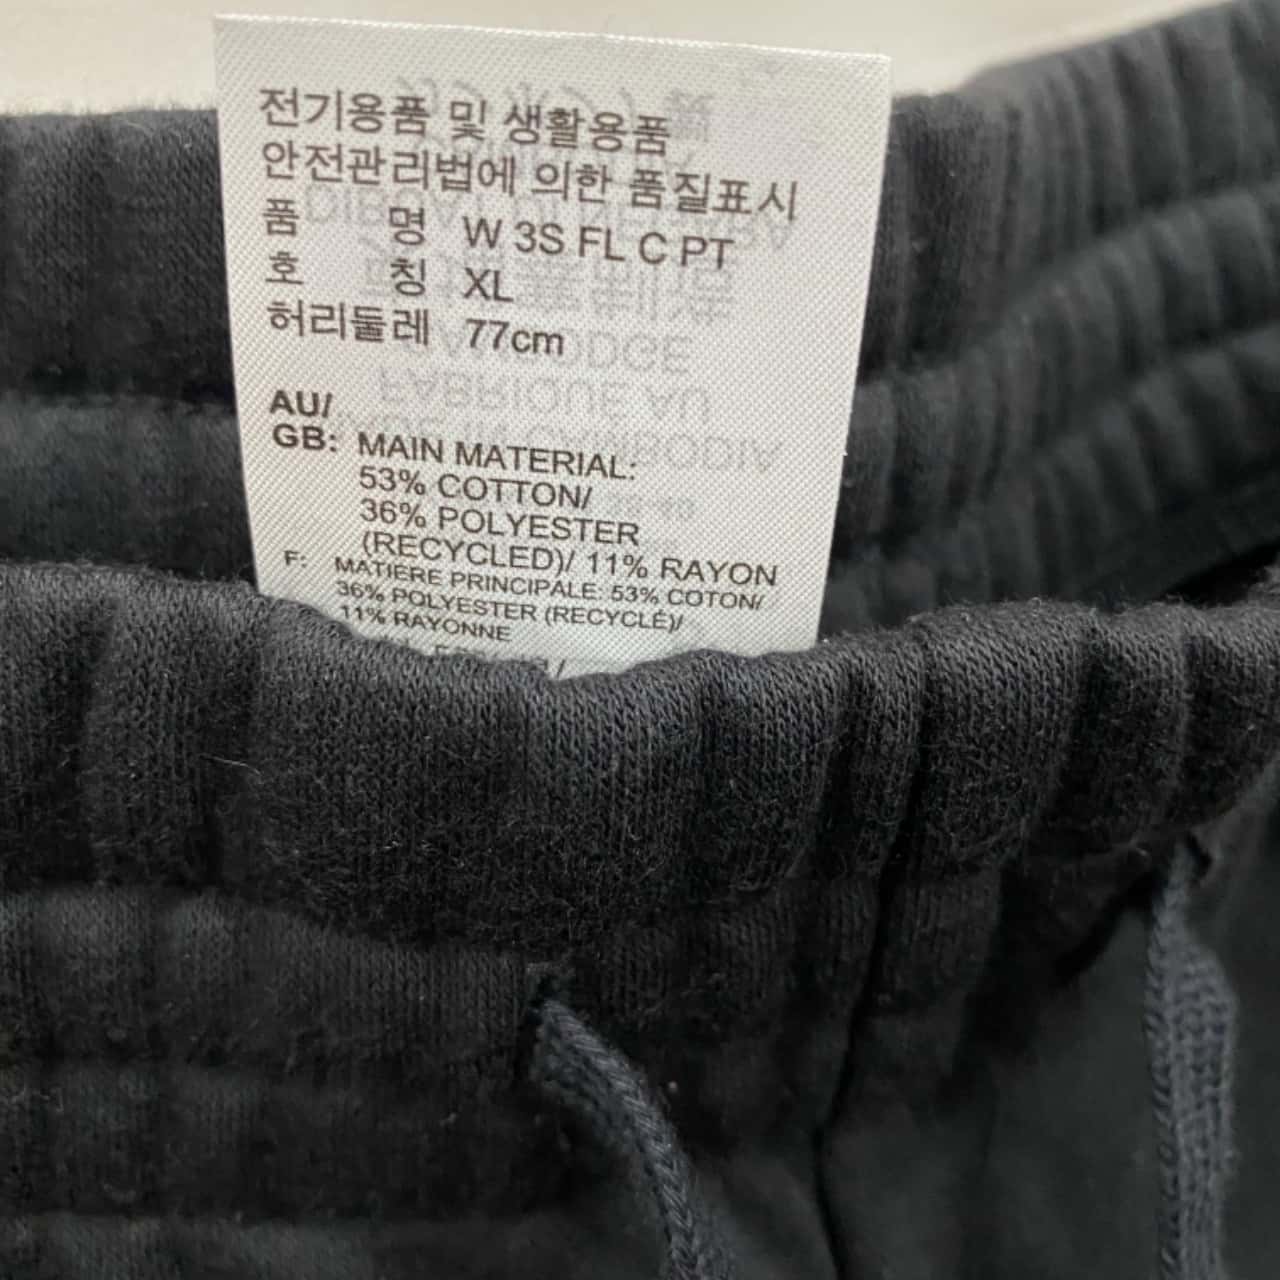 전기용품 및 생활용품
안전관리법에 의한 품질표시
품 명 W 3S FL C PT
호 칭 XL
허리둘레 77cm
AU/
GB: MAIN MATERIAL:
53% COTTON/
36% POLYESTER
(RECYCLED)/ 11% RAYON
F: MATIERE PRINCIPALE: 53% COTON/
36% POLYESTER (RECYCLÉ)/
11% RAYONNE